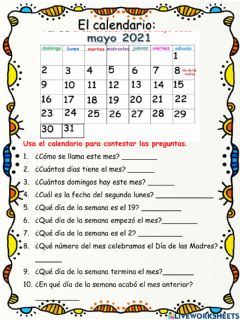 El calendario:
mayo 2021
domingo lunes martes miércoles jueves viernes sábado
1
2 3 4 5 6 7 8 Día de las madres
9 10 11 12 13 14 15
16 17 18 19 20 21 22
23 24 25 26 27 28 29
30 31
Usa el calendario para contestar las preguntas.
1. ¿Cómo se llama este mes? ________
2. ¿Cuántos días tiene el mes? ________
3. ¿Cuántos domingos hay este mes? ________
4. ¿Cuál es la fecha del segundo lunes? ________
5. ¿Qué día de la semana es el 19? ________
6. ¿Qué día de la semana empezó el mes? ________
7. ¿Qué día de la semana es el 2? ________
8. ¿Qué número del mes celebramos el Día de las Madres?
________
9. ¿Qué día de la semana termina el mes? ________
10. ¿En qué día de la semana acabó el mes anterior?
________
LIVEWORKSHEETS